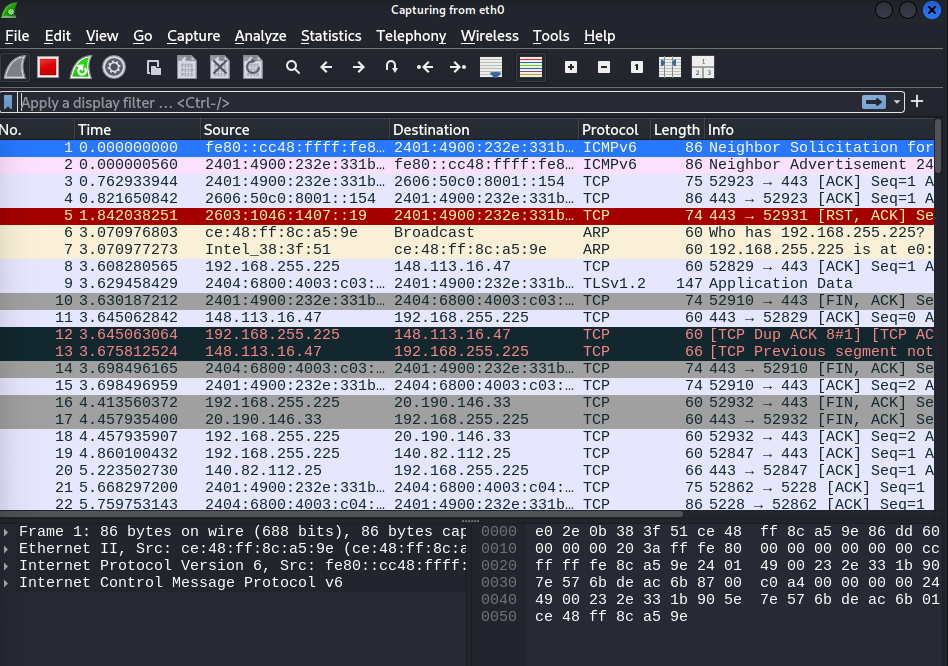 Capturing from eth0
File Edit View Go Capture Analyze Statistics Telephony Wireless Tools Help
Apply a display filter ... <Ctrl-/>
No. Time Source Destination Protocol Length Info
1 0.000000000 fe80::cc48:ffff:fe8... 2401:4900:232e:331b... ICMPv6 86 Neighbor Solicitation for
2 0.000000560 2401:4900:232e:331b... fe80::cc48:ffff:fe8... ICMPv6 86 Neighbor Advertisement 24
3 0.762933944 2401:4900:232e:331b... 2606:50c0:8001::154 TCP 75 52923 → 443 [ACK] Seq=1 A
4 0.821650842 2606:50c0:8001::154 2401:4900:232e:331b... TCP 86 443 → 52923 [ACK] Seq=1 A
5 1.842038251 2603:1046:1407::19 2401:4900:232e:331b... TCP 74 443 → 52931 [RST, ACK] Se
6 3.070976803 ce:48:ff:8c:a5:9e Broadcast ARP 60 Who has 192.168.255.225?
7 3.070977273 Intel_38:3f:51 ce:48:ff:8c:a5:9e ARP 60 192.168.255.225 is at e0:
8 3.608280565 192.168.255.225 148.113.16.47 TCP 60 52829 → 443 [ACK] Seq=1 A
9 3.629458429 2404:6800:4003:c03:... 2401:4900:232e:331b... TLSv1.2 147 Application Data
10 3.630187212 2401:4900:232e:331b... 2404:6800:4003:c03:... TCP 74 52910 → 443 [FIN, ACK] Se
11 3.645062842 148.113.16.47 192.168.255.225 TCP 60 443 → 52829 [ACK] Seq=0 A
12 3.645063064 192.168.255.225 148.113.16.47 TCP 60 [TCP Dup ACK 8#1] [TCP AC
13 3.675812524 148.113.16.47 192.168.255.225 TCP 66 [TCP Previous segment not
14 3.698496165 2404:6800:4003:c03:... 2401:4900:232e:331b... TCP 74 443 → 52910 [FIN, ACK] Se
15 3.698496959 2401:4900:232e:331b... 2404:6800:4003:c03:... TCP 74 52910 → 443 [ACK] Seq=2 A
16 4.413560372 192.168.255.225 20.190.146.33 TCP 60 52932 → 443 [FIN, ACK] Se
17 4.457935400 20.190.146.33 192.168.255.225 TCP 60 443 → 52932 [FIN, ACK] Se
18 4.457935907 192.168.255.225 20.190.146.33 TCP 60 52932 → 443 [ACK] Seq=2 A
19 4.860100432 192.168.255.225 140.82.112.25 TCP 60 52847 → 443 [ACK] Seq=1 A
20 5.223502730 140.82.112.25 192.168.255.225 TCP 66 443 → 52847 [ACK] Seq=1 A
21 5.668297200 2401:4900:232e:331b... 2404:6800:4003:c04:... TCP 75 52862 → 5228 [ACK] Seq=1
22 5.759753143 2404:6800:4003:c04:... 2401:4900:232e:331b... TCP 86 5228 → 52862 [ACK] Seq=1
Frame 1: 86 bytes on wire (688 bits), 86 bytes cap
Ethernet II, Src: ce:48:ff:8c:a5:9e (ce:48:ff:8c:a
Internet Protocol Version 6, Src: fe80::cc48:ffff:
Internet Control Message Protocol v6
0000 e0 2e 0b 38 3f 51 ce 48 ff 8c a5 9e 86 dd 60
0010 00 00 00 20 3a ff fe 80 00 00 00 00 00 00 cc
0020 ff ff fe 8c a5 9e 24 01 49 00 23 2e 33 1b 90
0030 7e 57 6b de ac 6b 87 00 c0 a4 00 00 00 00 24
0040 49 00 23 2e 33 1b 90 5e 7e 57 6b de ac 6b 01
0050 ce 48 ff 8c a5 9e